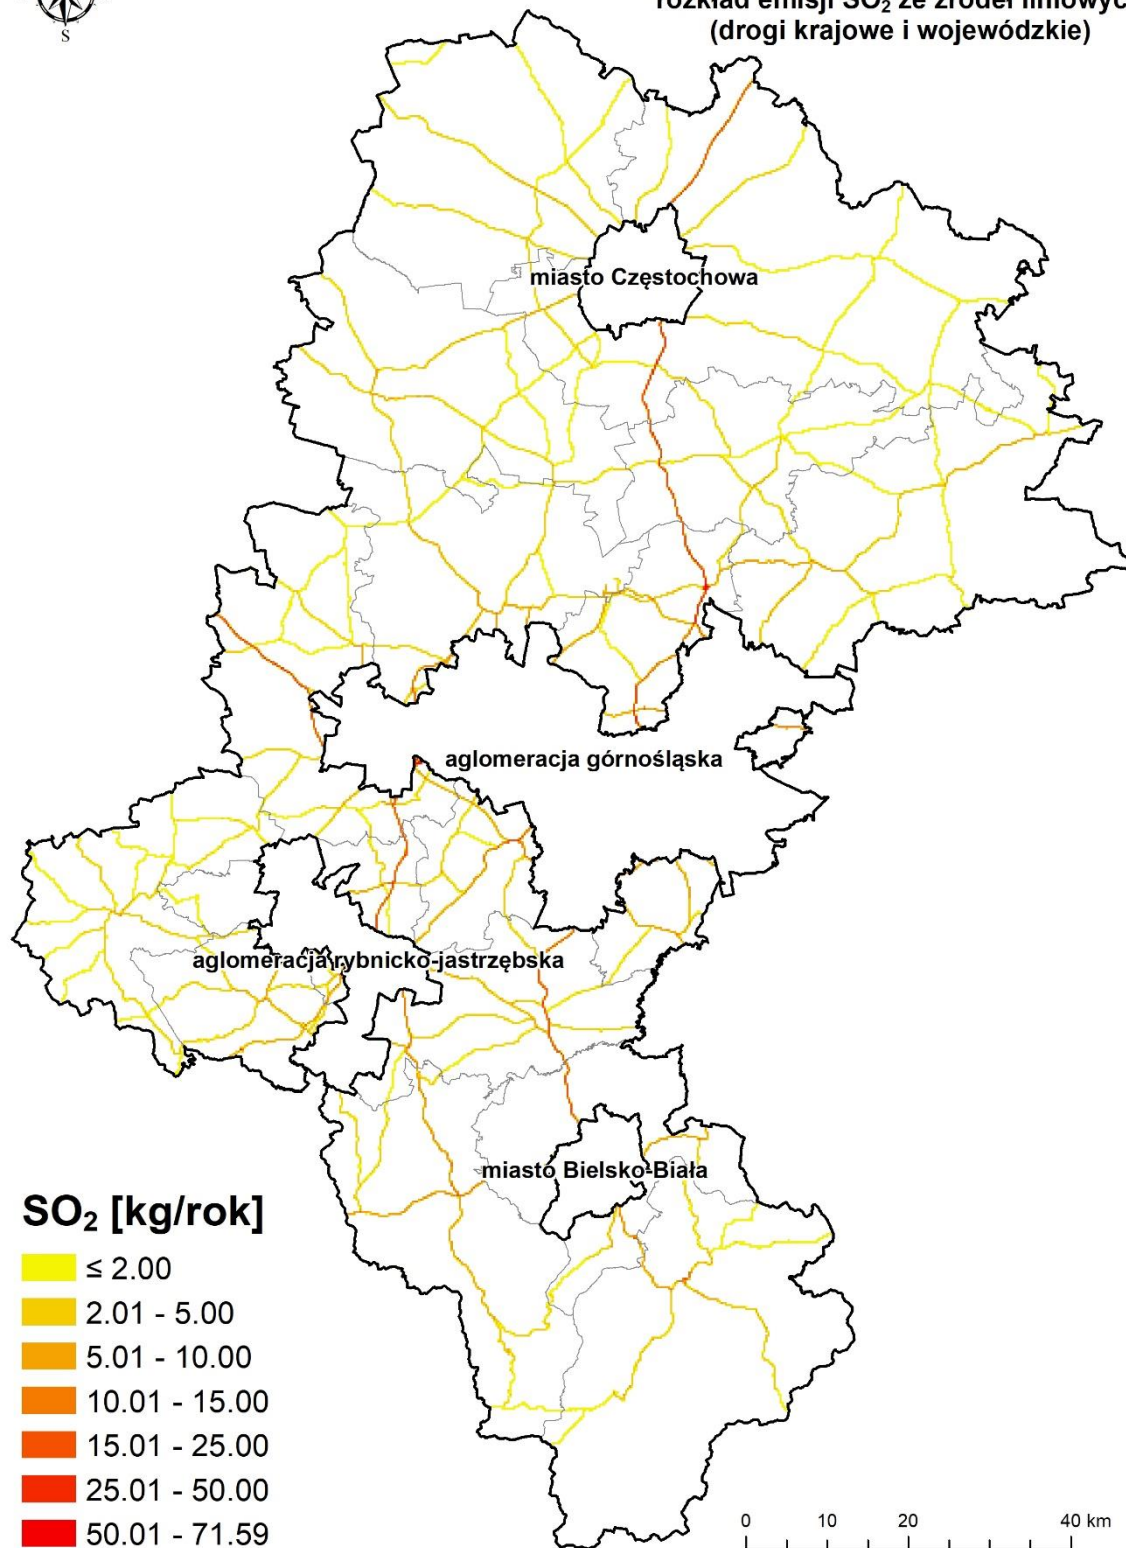 S
rozkład emisji SO₂ ze źródeł liniowych
(drogi krajowe i wojewódzkie)
miasto Częstochowa
aglomeracja górnośląska
aglomeracja rybnicko-jastrzębska
miasto Bielsko-Biała
SO₂ [kg/rok]
≤ 2.00
2.01 - 5.00
5.01 - 10.00
10.01 - 15.00
15.01 - 25.00
25.01 - 50.00
50.01 - 71.59
0 10 20 40 km